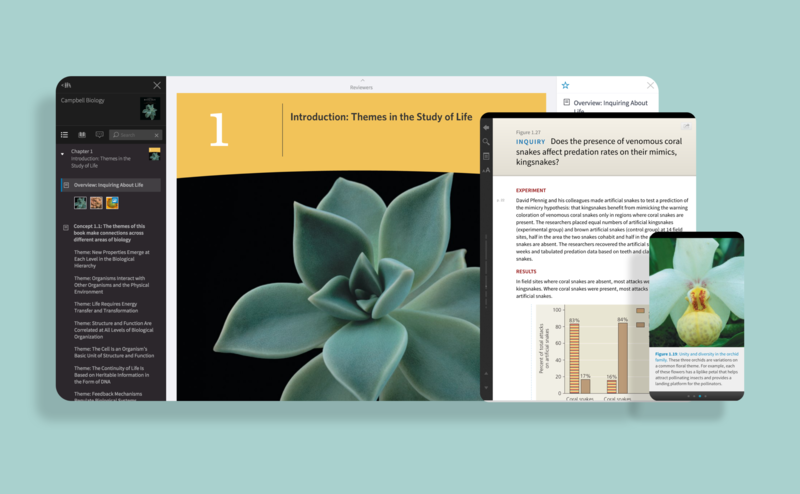 Campbell Biology
Search
Chapter 1
Introduction: Themes in the
Study of Life
Overview: Inquiring About Life
Concept 1.1: The themes of this
book make connections across
different areas of biology
Theme: New Properties Emerge at
Each Level in the Biological
Hierarchy
Theme: Organisms Interact with
Other Organisms and the Physical
Environment
Theme: Life Requires Energy
Transfer and Transformation
Theme: Structure and Function Are
Correlated at All Levels of Biological
Organization
Theme: The Cell is an Organism's
Basic Unit of Structure and Function
Theme: The Continuity of Life Is
Based on Heritable Information in
the Form of DNA
Theme: Feedback Mechanisms
Regulate Biological Systems
Reviewers
1
Introduction: Themes in the Study of Life
Overview: Inquiring About
Life
Figure 1.27
INQUIRY Does the presence of venomous coral
snakes affect predation rates on their mimics,
kingsnakes?
EXPERIMENT
David Pfennig and his colleagues made artificial snakes to test a prediction of
the mimicry hypothesis: that kingsnakes benefit from mimicking the warning
coloration of venomous coral snakes only in regions where coral snakes are
present. The researchers placed equal numbers of artificial kingsnakes
(experimental group) and brown artificial snakes (control group) at 14 field
sites, half in the area the two snakes cohabit and half in the
snakes are absent. The researchers recovered the artificial s
weeks and tabulated predation data based on teeth and cla
snakes.
RESULTS
In field sites where coral snakes are absent, most attacks we
kingsnakes. Where coral snakes were present, most attacks
artificial snakes.
Percent of total attacks
on artificial snakes
100
80
60
40
20
0
83%
17%
16%
84%
Coral snakes
Coral snakes
Figure 1.15 Unity and diversity in the orchid
family. These three orchids are variations on
a common floral theme. For example, each
of these flowers has a liplike petal that helps
attract pollinating insects and provides a
landing platform for the pollinators.